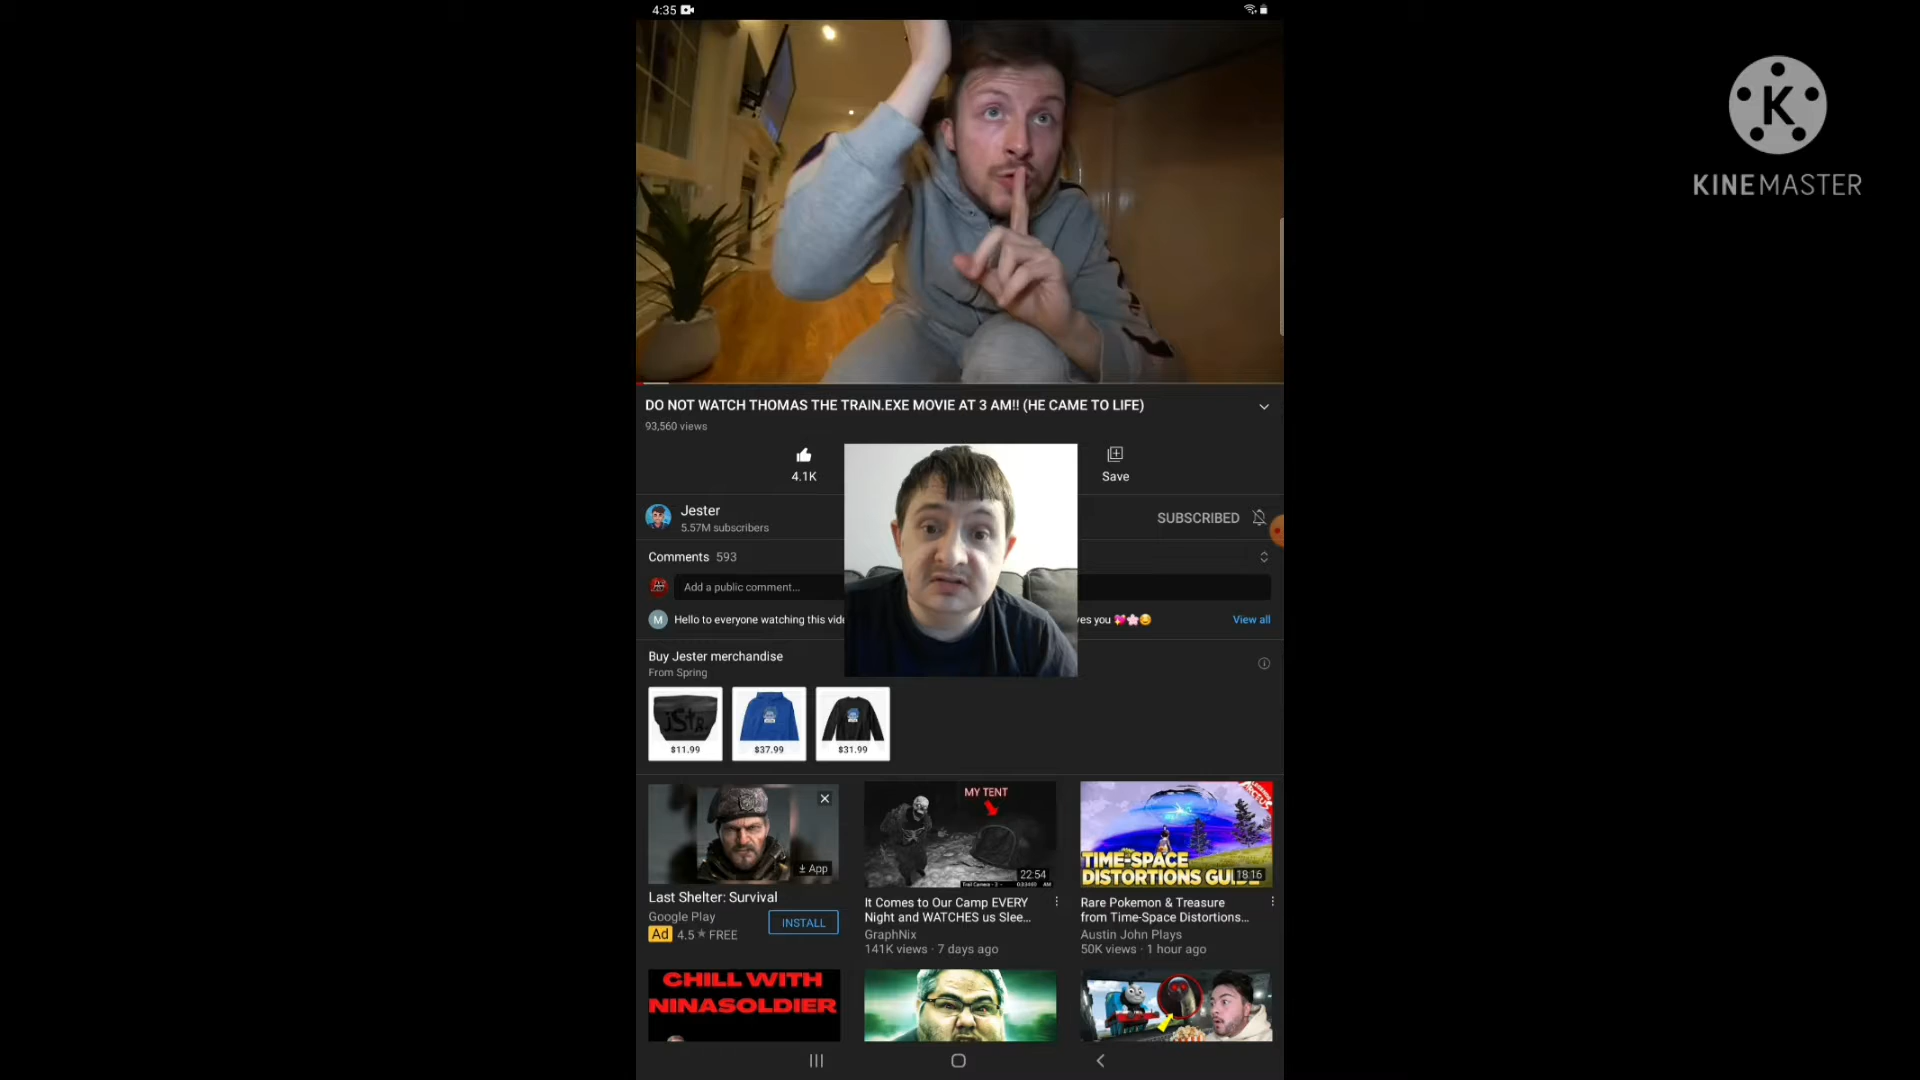 4:35
K
KINEMASTER
DO NOT WATCH THOMAS THE TRAIN.EXE MOVIE AT 3 AM!! (HE CAME TO LIFE)
93,560 views
4.1K
Save
Jester
5.57M subscribers
SUBSCRIBED
Comments 593
Add a public comment...
M
Hello to everyone watching this vid
es you
View all
Buy Jester merchandise
From Spring
jStR
$11.99
$37.99
$31.99
App
Last Shelter: Survival
Google Play
Ad 4.5 ★ FREE
INSTALL
MY TENT
22:54
It Comes to Our Camp EVERY
Night and WATCHES us Slee...
GraphNix
141K views · 7 days ago
TIME-SPACE
DISTORTIONS GUIDE
18:16
Rare Pokemon & Treasure
from Time-Space Distortions...
Austin John Plays
50K views · 1 hour ago
CHILL WITH
NINASOLDIER